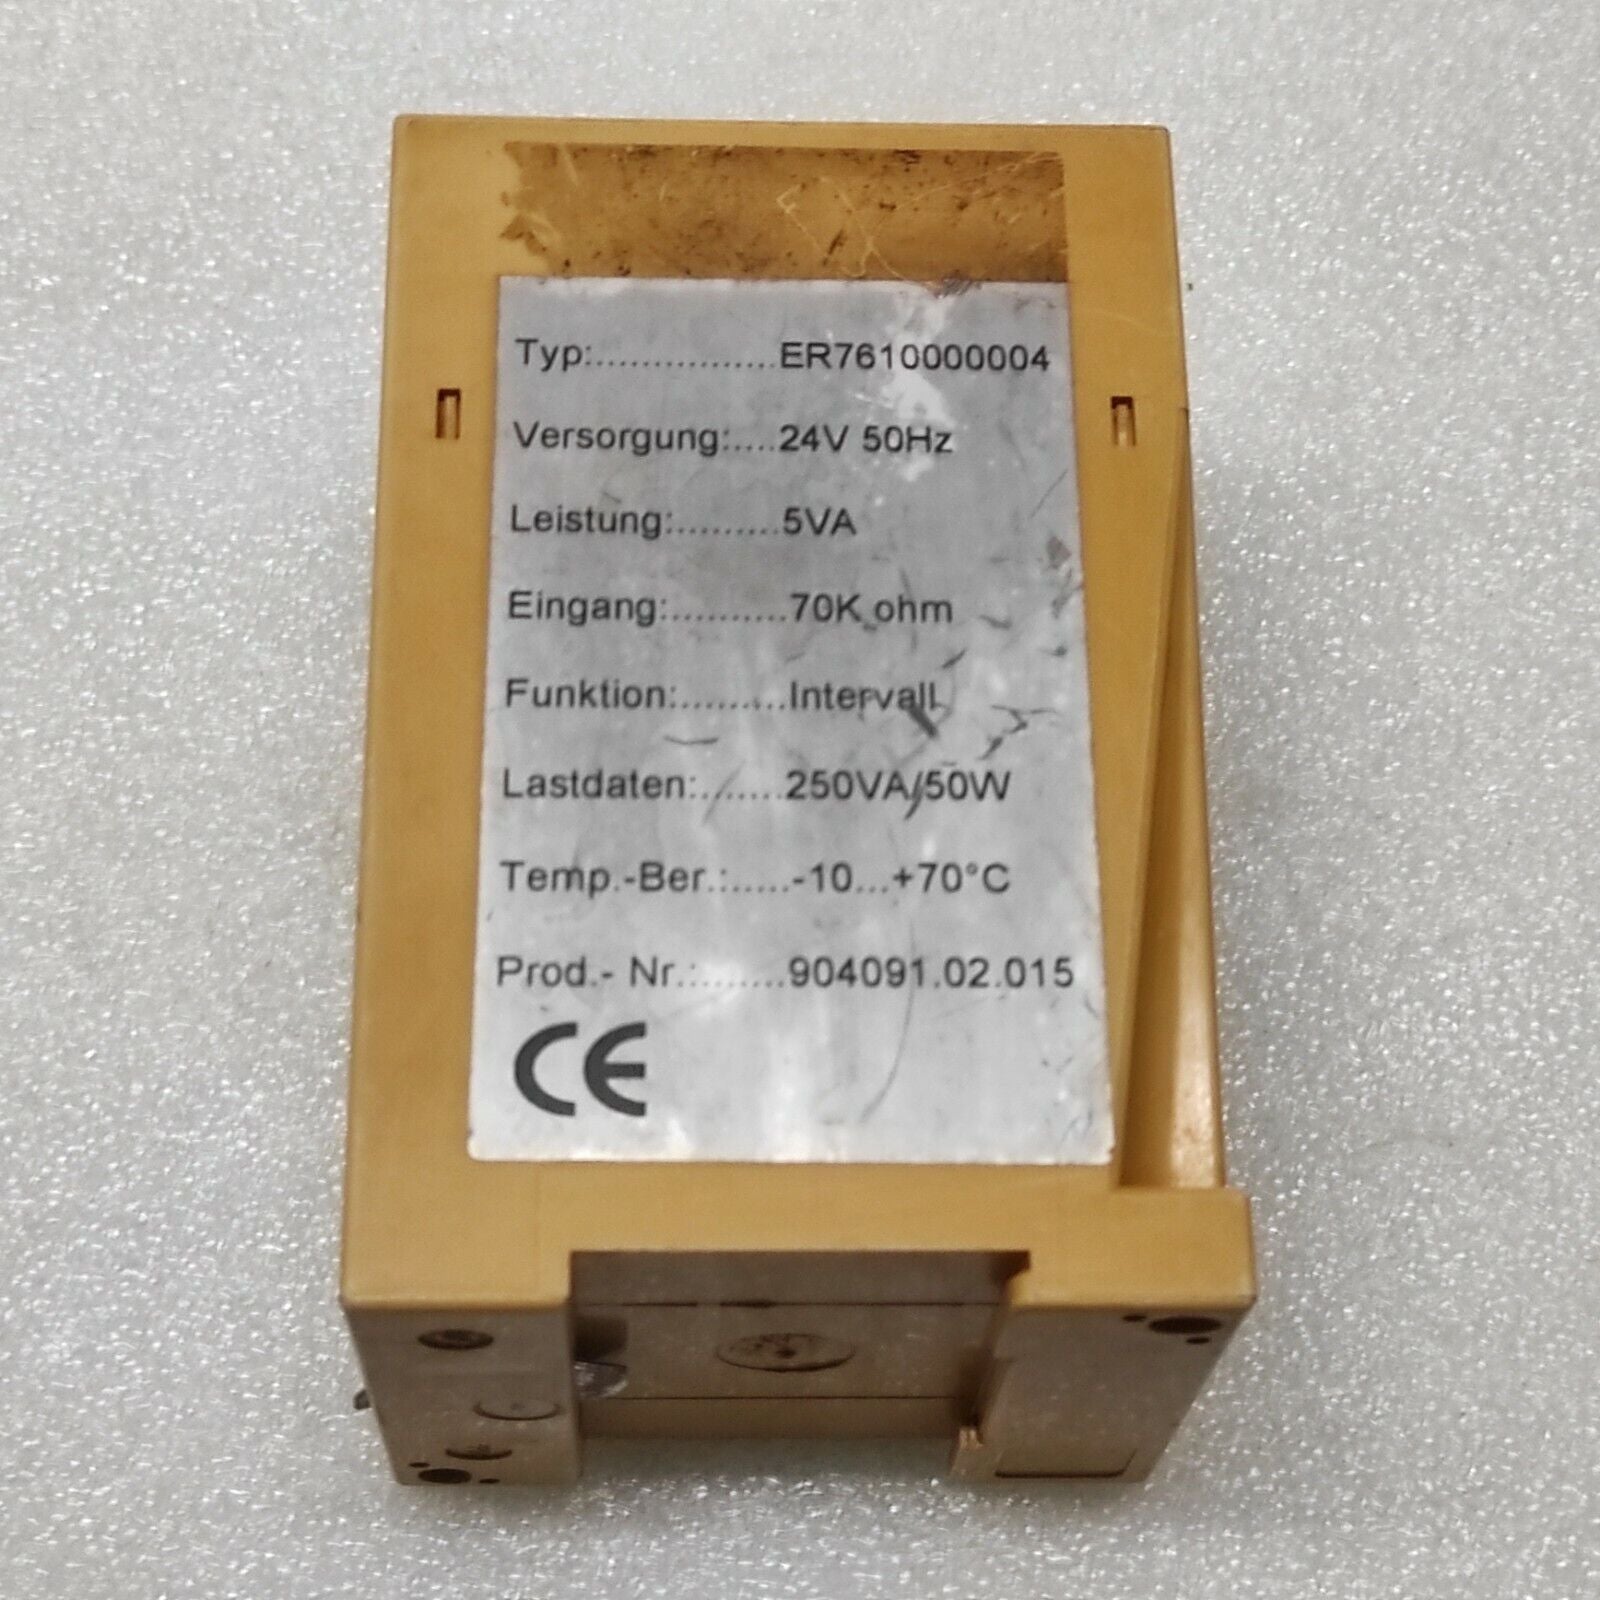 Typ:.................ER7610000004
Versorgung:....24V 50Hz
Leistung:..........5VA
Eingang:...........70K ohm
Funktion:..........Intervall
Lastdaten:........250VA/50W
Temp.-Ber.:.....-10...+70°C
Prod.- Nr.:........904091.02.015
CE